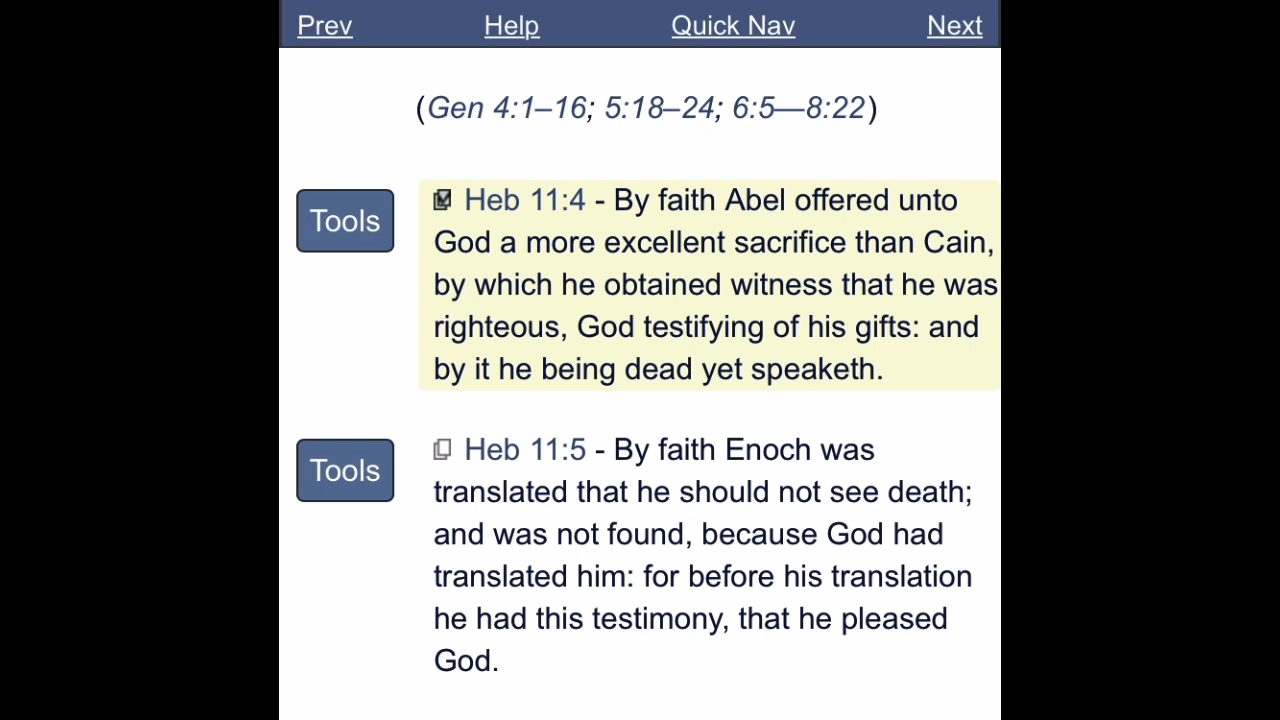 Prev Help Quick Nav Next
(Gen 4:1–16; 5:18–24; 6:5—8:22)
Tools
Heb 11:4 - By faith Abel offered unto
God a more excellent sacrifice than Cain,
by which he obtained witness that he was
righteous, God testifying of his gifts: and
by it he being dead yet speaketh.
Tools
Heb 11:5 - By faith Enoch was
translated that he should not see death;
and was not found, because God had
translated him: for before his translation
he had this testimony, that he pleased
God.